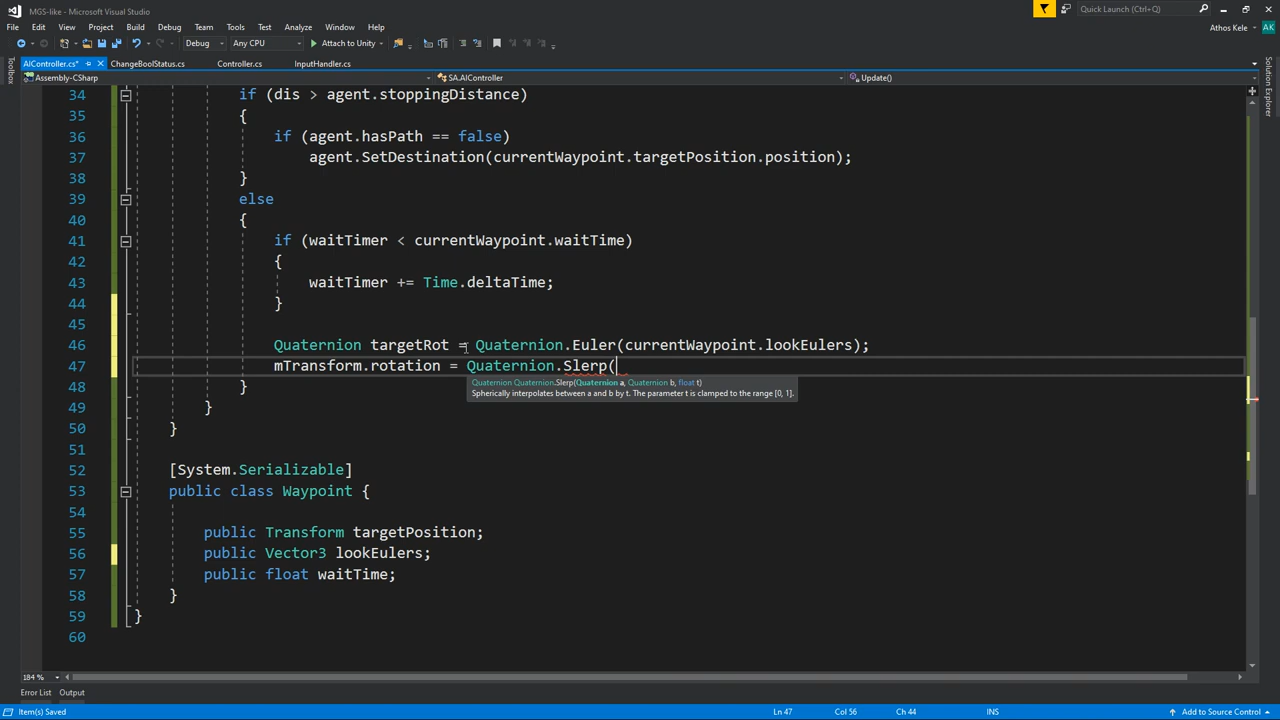 MGS-like - Microsoft Visual Studio
Quick Launch (Ctrl+Q)
File Edit View Project Build Debug Team Tools Test Analyze Window Help
Athos Kele AK
Debug Any CPU Attach to Unity
AIController.cs* ChangeBoolStatus.cs Controller.cs InputHandler.cs
Assembly-CSharp SA.AIController Update()
Toolbox
Solution Explorer
34 if (dis > agent.stoppingDistance)
35 {
36 if (agent.hasPath == false)
37 agent.SetDestination(currentWaypoint.targetPosition.position);
38 }
39 else
40 {
41 if (waitTimer < currentWaypoint.waitTime)
42 {
43 waitTimer += Time.deltaTime;
44 }
45
46 Quaternion targetRot = Quaternion.Euler(currentWaypoint.lookEulers);
47 mTransform.rotation = Quaternion.Slerp(
Quaternion Quaternion.Slerp(Quaternion a, Quaternion b, float t)
Spherically interpolates between a and b by t. The parameter t is clamped to the range [0, 1].
48 }
49 }
50 }
51
52 [System.Serializable]
53 public class Waypoint {
54
55 public Transform targetPosition;
56 public Vector3 lookEulers;
57 public float waitTime;
58 }
59 }
60
184 %
Error List Output
Item(s) Saved Ln 47 Col 56 Ch 44 INS Add to Source Control